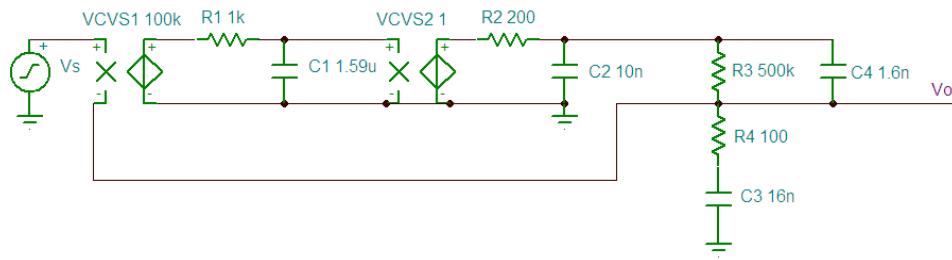 VCVS1 100k
R1 1k
VCVS2 1
R2 200
+
Vs
+
-
+
-
C1 1.59u
+
-
+
-
C2 10n
R3 500k
C4 1.6n
Vo
R4 100
C3 16n